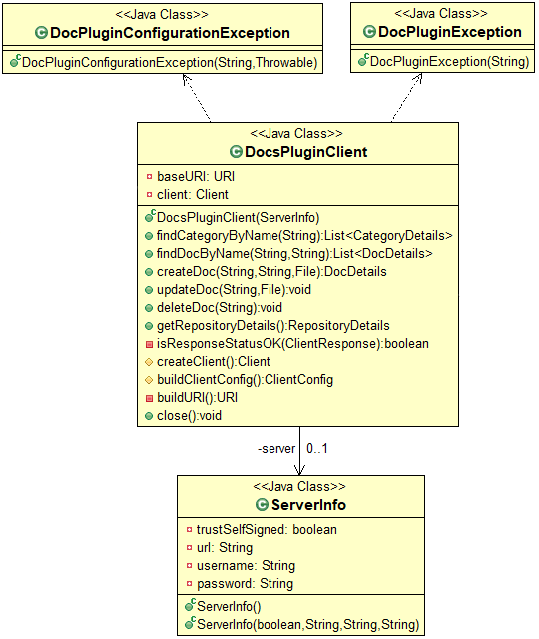 <<Java Class>>
DocPluginConfigurationException
DocPluginConfigurationException(String,Throwable)
<<Java Class>>
DocPluginException
DocPluginException(String)
<<Java Class>>
DocsPluginClient
baseURI: URI
client: Client
DocsPluginClient(ServerInfo)
findCategoryByName(String):List<CategoryDetails>
findDocByName(String,String):List<DocDetails>
createDoc(String,String,File):DocDetails
updateDoc(String,File):void
deleteDoc(String):void
getRepositoryDetails():RepositoryDetails
isResponseStatusOK(ClientResponse):boolean
createClient():Client
buildClientConfig():ClientConfig
buildURI():URI
close():void
-server 0..1
<<Java Class>>
ServerInfo
trustSelfSigned: boolean
url: String
username: String
password: String
ServerInfo()
ServerInfo(boolean,String,String,String)